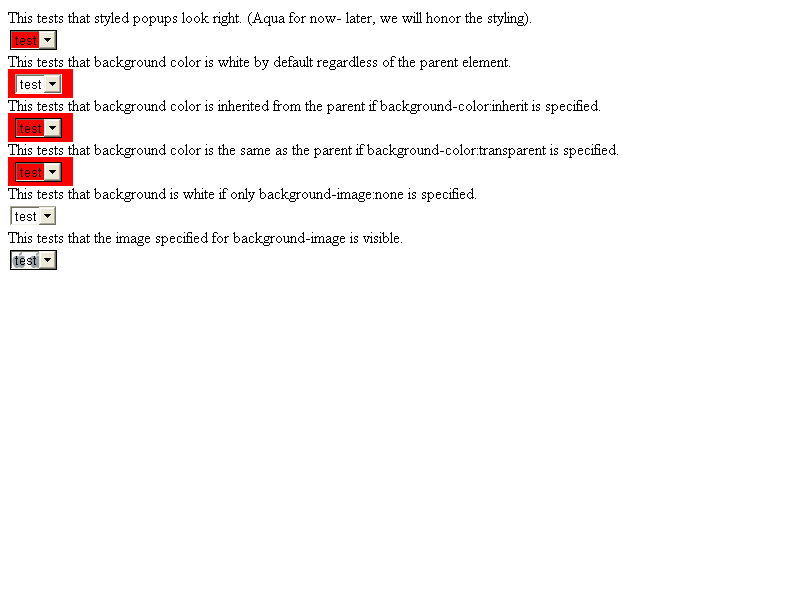 This tests that styled popups look right. (Aqua for now- later, we will honor the styling).
test
This tests that background color is white by default regardless of the parent element.
test
This tests that background color is inherited from the parent if background-color:inherit is specified.
test
This tests that background color is the same as the parent if background-color:transparent is specified.
test
This tests that background is white if only background-image:none is specified.
test
This tests that the image specified for background-image is visible.
test